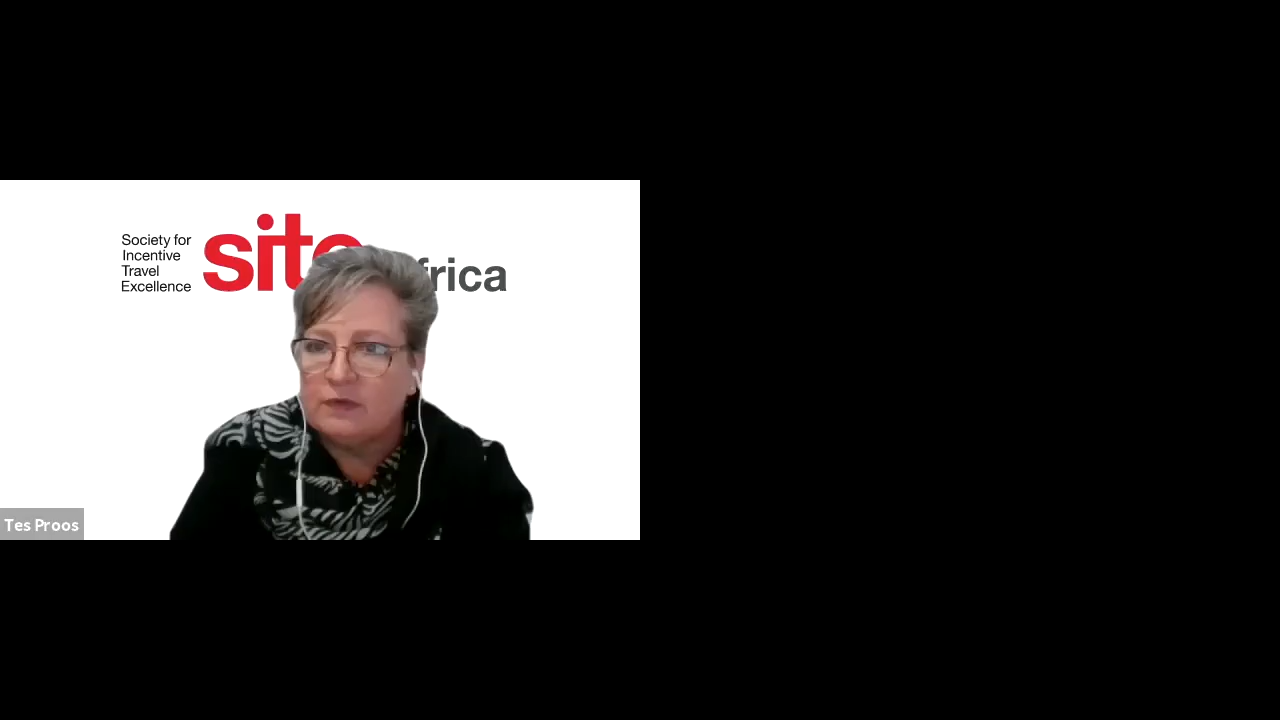 Society for
Incentive
Travel
Excellence
frica
Tes Proos